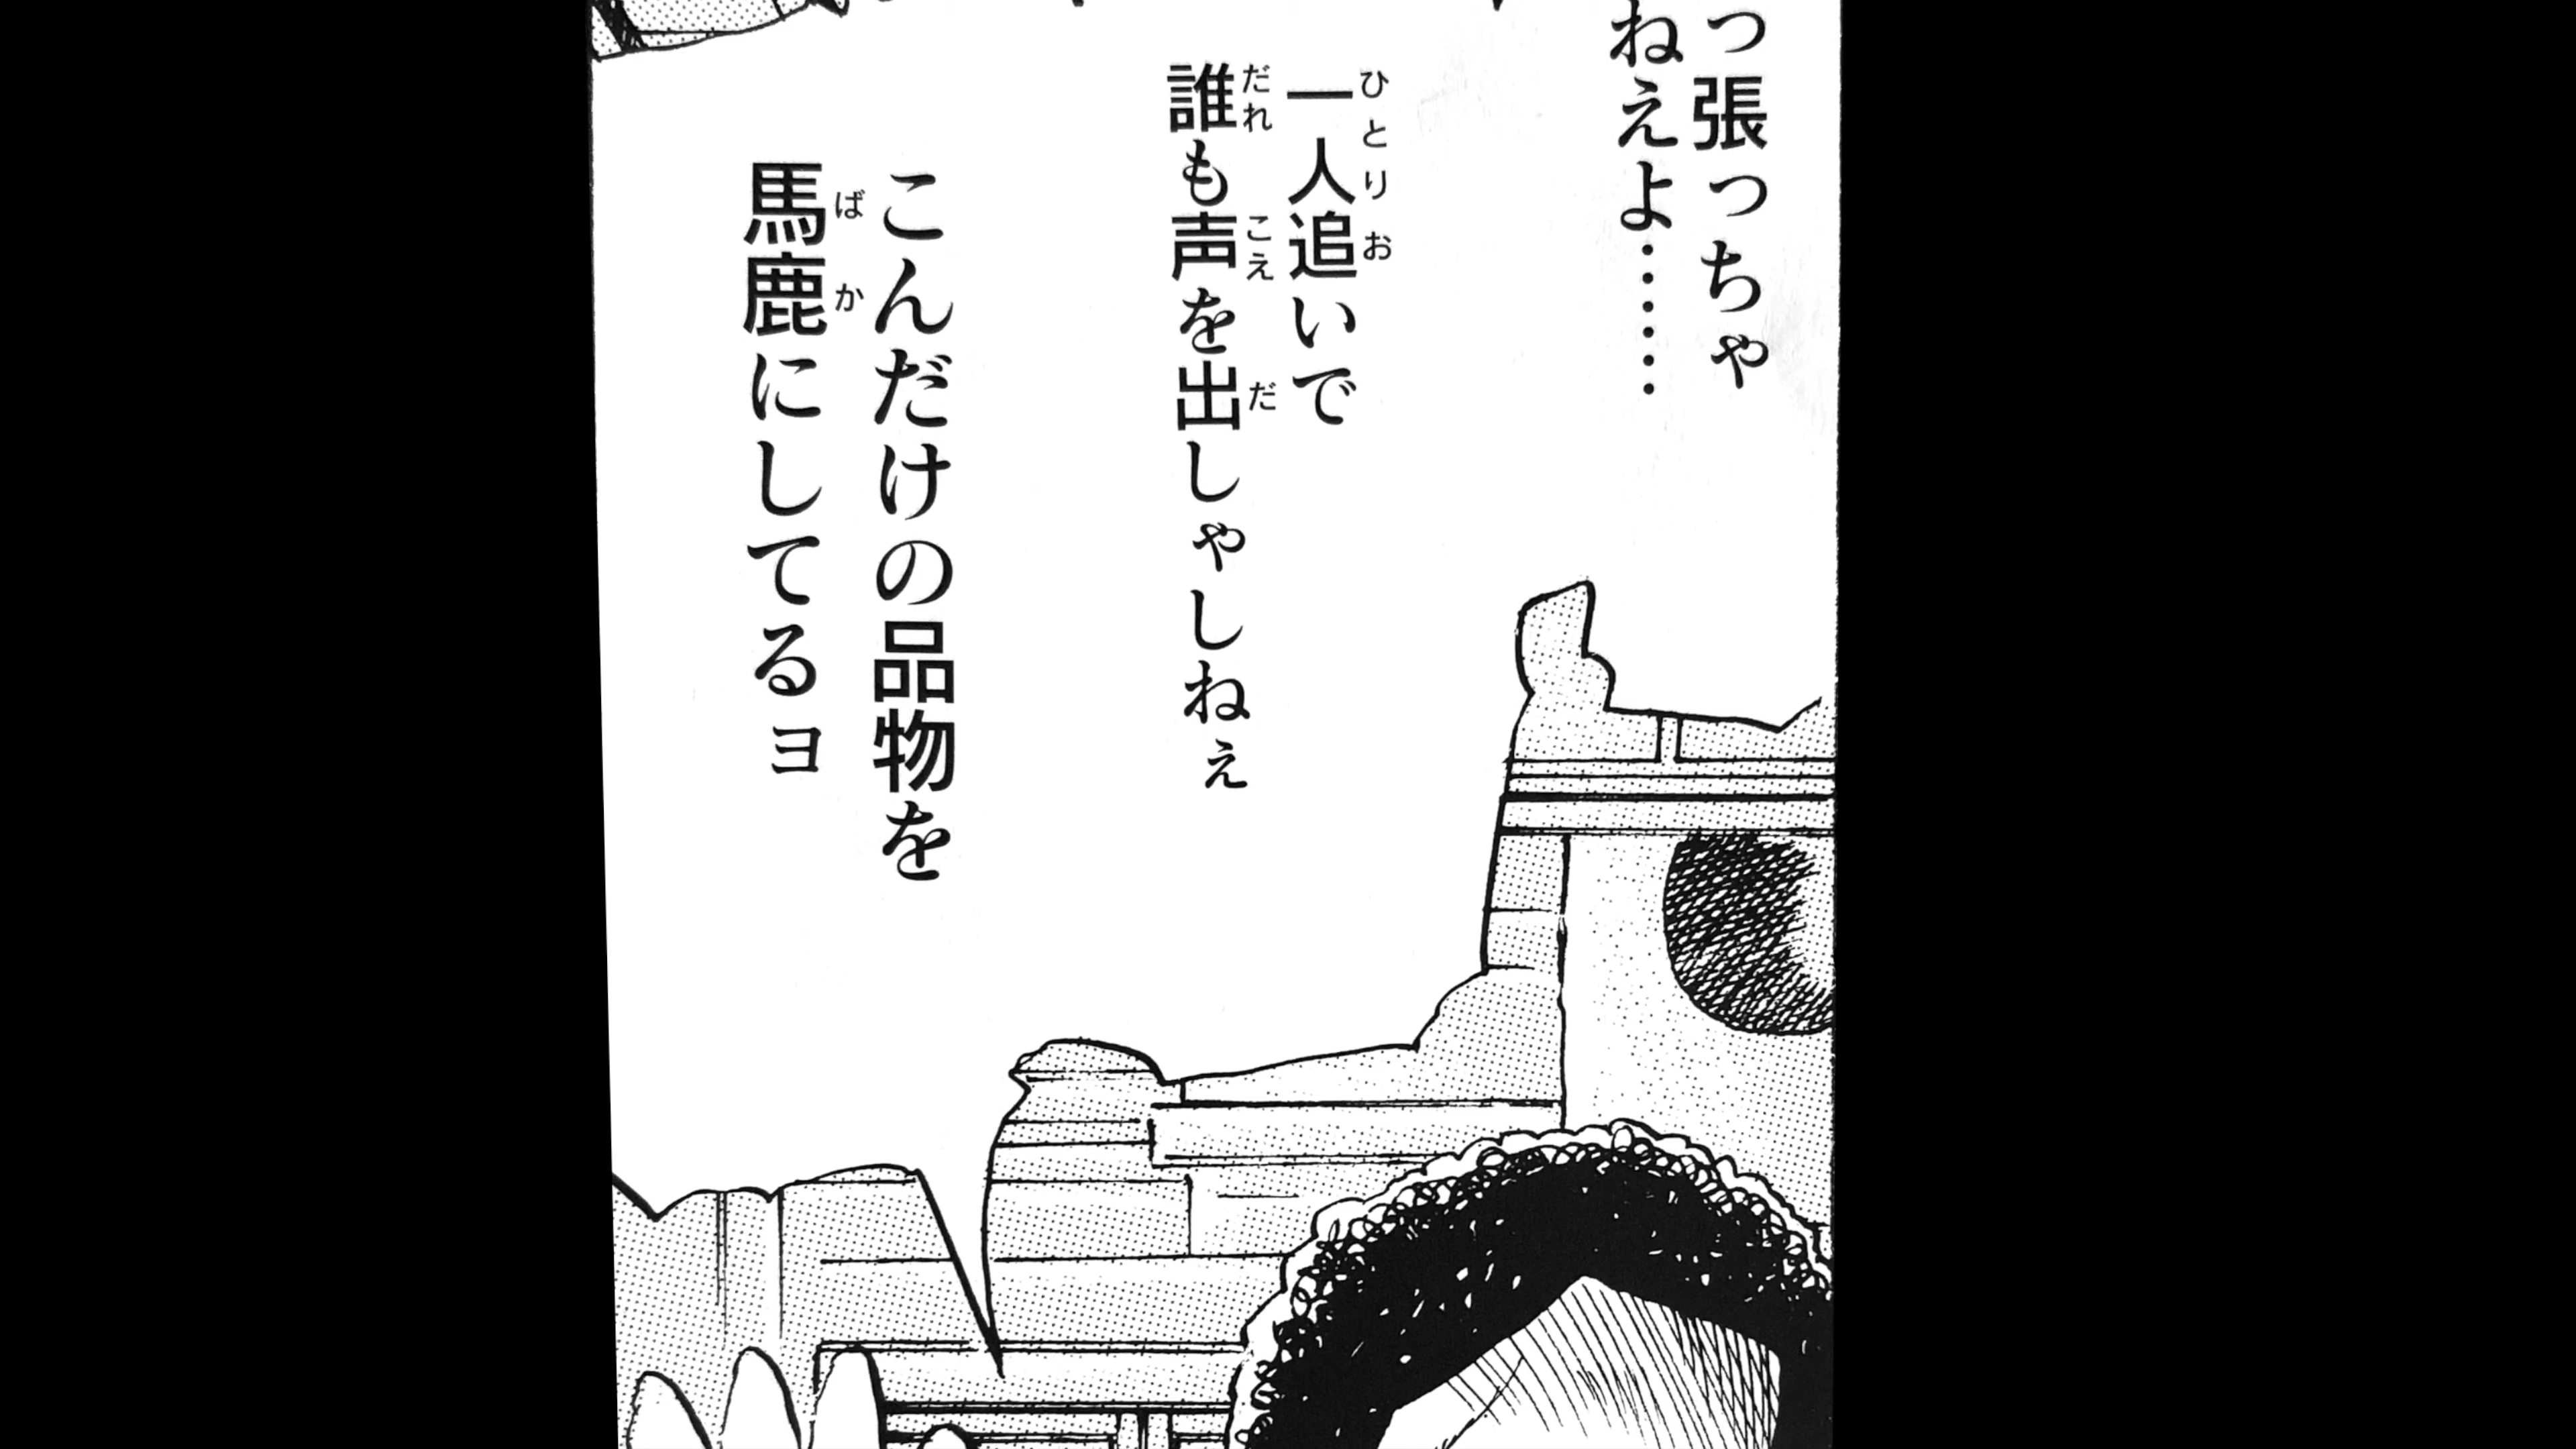 っ張っちゃ
ねえよ……
一人追いで
誰も声を出しゃしねぇ
こんだけの品物を
馬鹿にしてるョ